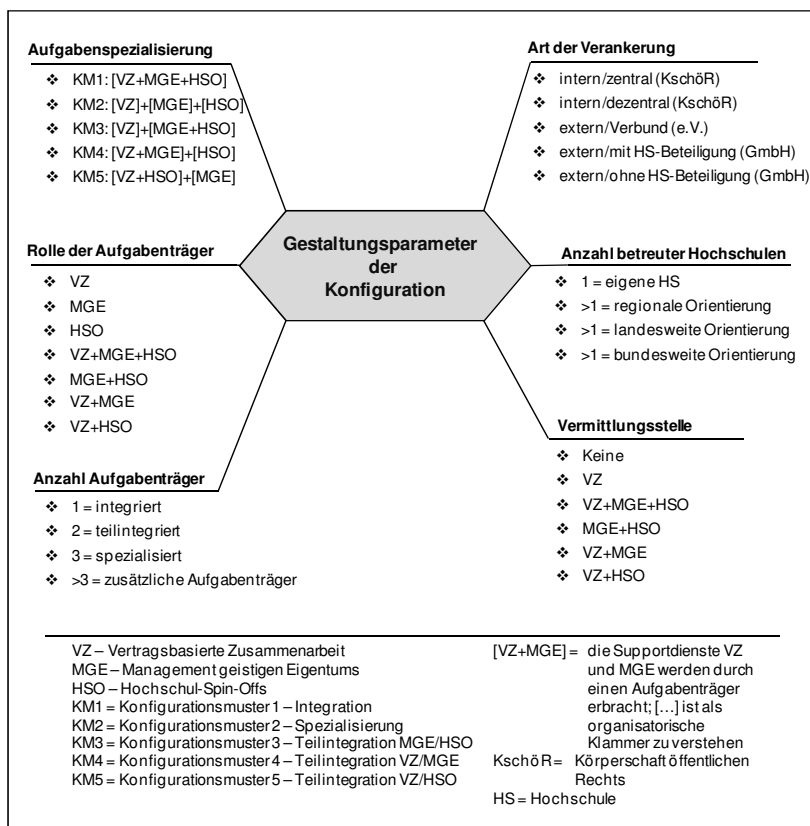 Aufgabenspezialisierung
❖ KM1: [VZ+MGE+HSO]
❖ KM2: [VZ]+[MGE]+[HSO]
❖ KM3: [VZ]+[MGE+HSO]
❖ KM4: [VZ+MGE]+[HSO]
❖ KM5: [VZ+HSO]+[MGE]
Art der Verankerung
❖ intern/zentral (KschöR)
❖ intern/dezentral (KschöR)
❖ extern/Verbund (e.V.)
❖ extern/mit HS-Beteiligung (GmbH)
❖ extern/ohne HS-Beteiligung (GmbH)
Gestaltungsparameter
der
Konfiguration
Rolle der Aufgabenträger
❖ VZ
❖ MGE
❖ HSO
❖ VZ+MGE+HSO
❖ MGE+HSO
❖ VZ+MGE
❖ VZ+HSO
Anzahl betreuter Hochschulen
❖ 1 = eigene HS
❖ >1 = regionale Orientierung
❖ >1 = landesweite Orientierung
❖ >1 = bundesweite Orientierung
Anzahl Aufgabenträger
❖ 1 = integriert
❖ 2 = teilintegriert
❖ 3 = spezialisiert
❖ >3 = zusätzliche Aufgabenträger
Vermittlungsstelle
❖ Keine
❖ VZ
❖ VZ+MGE+HSO
❖ MGE+HSO
❖ VZ+MGE
❖ VZ+HSO
VZ – Vertragsbasierte Zusammenarbeit
MGE – Management geistigen Eigentums
HSO – Hochschul-Spin-Offs
KM1 = Konfigurationsmuster 1 – Integration
KM2 = Konfigurationsmuster 2 – Spezialisierung
KM3 = Konfigurationsmuster 3 – Teilintegration MGE/HSO
KM4 = Konfigurationsmuster 4 – Teilintegration VZ/MGE
KM5 = Konfigurationsmuster 5 – Teilintegration VZ/HSO
[VZ+MGE] = die Supportdienste VZ
und MGE werden durch
einen Aufgabenträger
erbracht; [...] ist als
organisatorische
Klammer zu verstehen
KschöR = Körperschaft öffentlichen
Rechts
HS = Hochschule